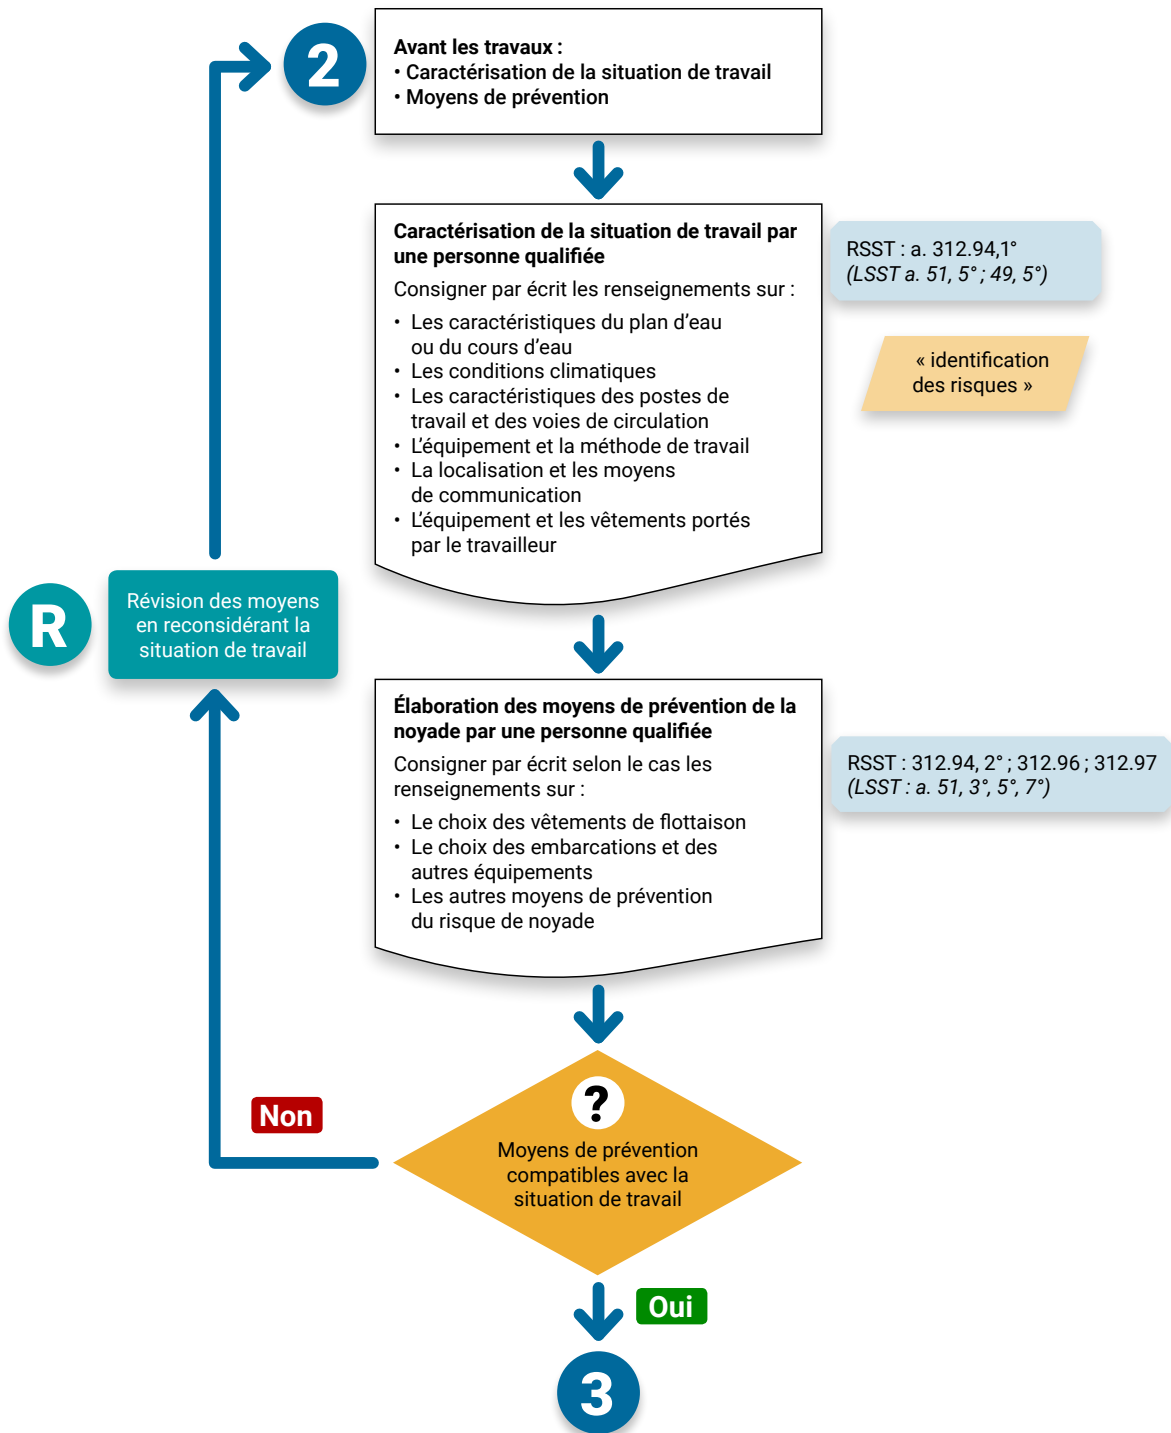 2
Avant les travaux :
• Caractérisation de la situation de travail
• Moyens de prévention
Caractérisation de la situation de travail par
une personne qualifiée
Consigner par écrit les renseignements sur :
• Les caractéristiques du plan d’eau
ou du cours d’eau
• Les conditions climatiques
• Les caractéristiques des postes de
travail et des voies de circulation
• L’équipement et la méthode de travail
• La localisation et les moyens
de communication
• L’équipement et les vêtements portés
par le travailleur
RSST : a. 312.94,1°
(LSST a. 51, 5° ; 49, 5°)
« identification
des risques »
R
Révision des moyens
en reconsidérant la
situation de travail
Élaboration des moyens de prévention de la
noyade par une personne qualifiée
Consigner par écrit selon le cas les
renseignements sur :
• Le choix des vêtements de flottaison
• Le choix des embarcations et des
autres équipements
• Les autres moyens de prévention
du risque de noyade
RSST : 312.94, 2° ; 312.96 ; 312.97
(LSST : a. 51, 3°, 5°, 7°)
?
Moyens de prévention
compatibles avec la
situation de travail
Non
Oui
3